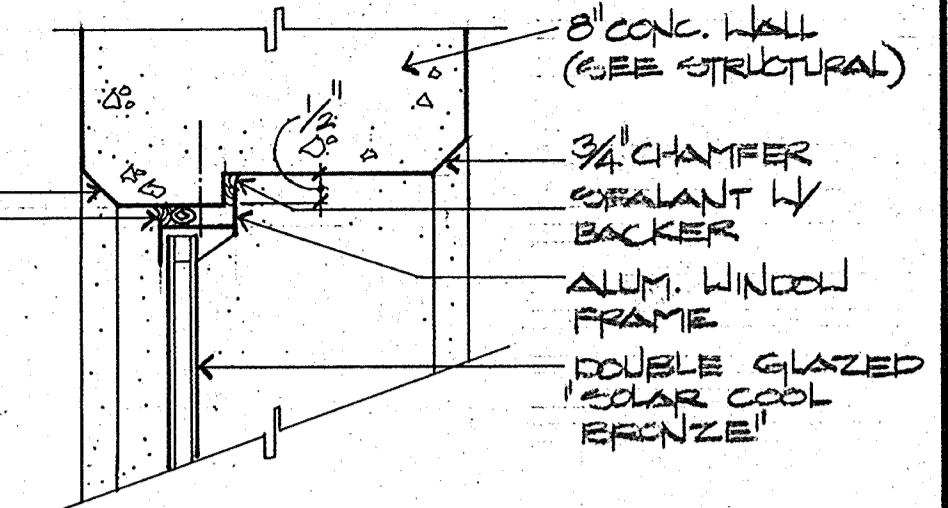 8" CONC. WALL
(SEE STRUCTURAL)
1/2"
3/4" CHAMFER
SEALANT W/
BACKER
ALUM. WINDOW
FRAME
DOUBLE GLAZED
"SOLAR COOL
BRONZE"